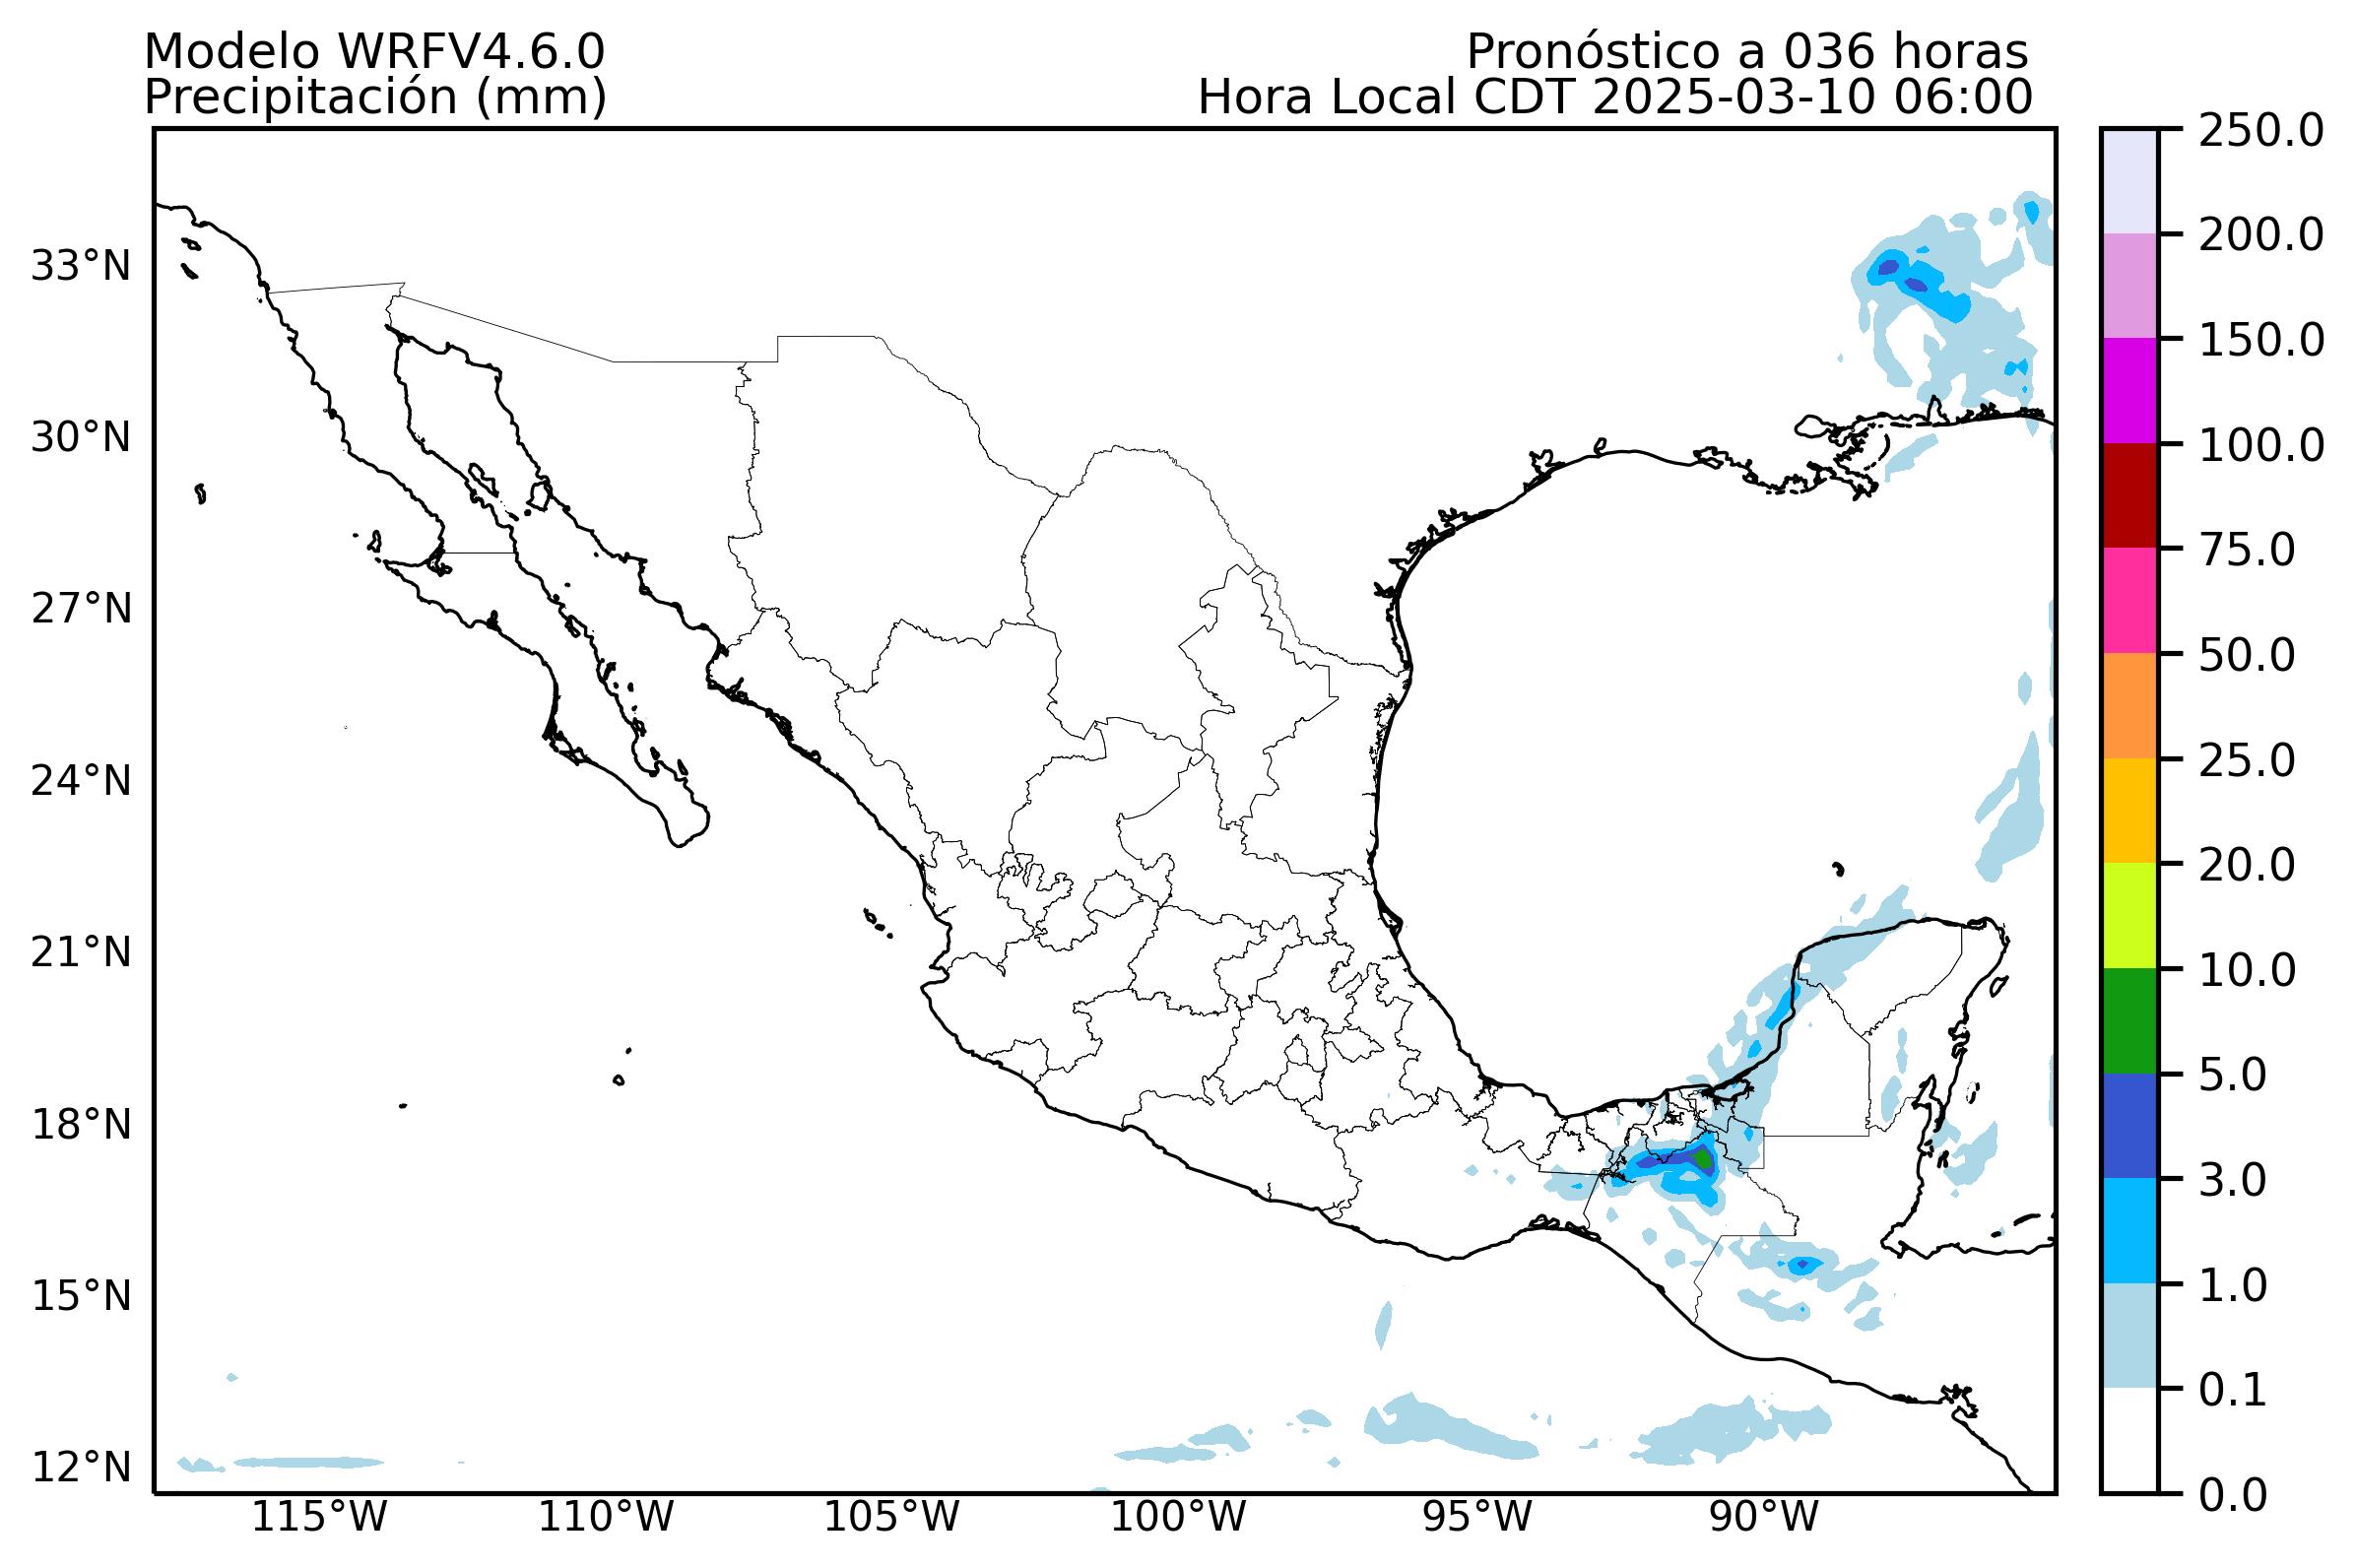 Modelo WRFV4.6.0
Precipitación (mm)
Pronóstico a 036 horas
Hora Local CDT 2025-03-10 06:00
33°N
30°N
27°N
24°N
21°N
18°N
15°N
12°N
115°W
110°W
105°W
100°W
95°W
90°W
250.0
200.0
150.0
100.0
75.0
50.0
25.0
20.0
10.0
5.0
3.0
1.0
0.1
0.0